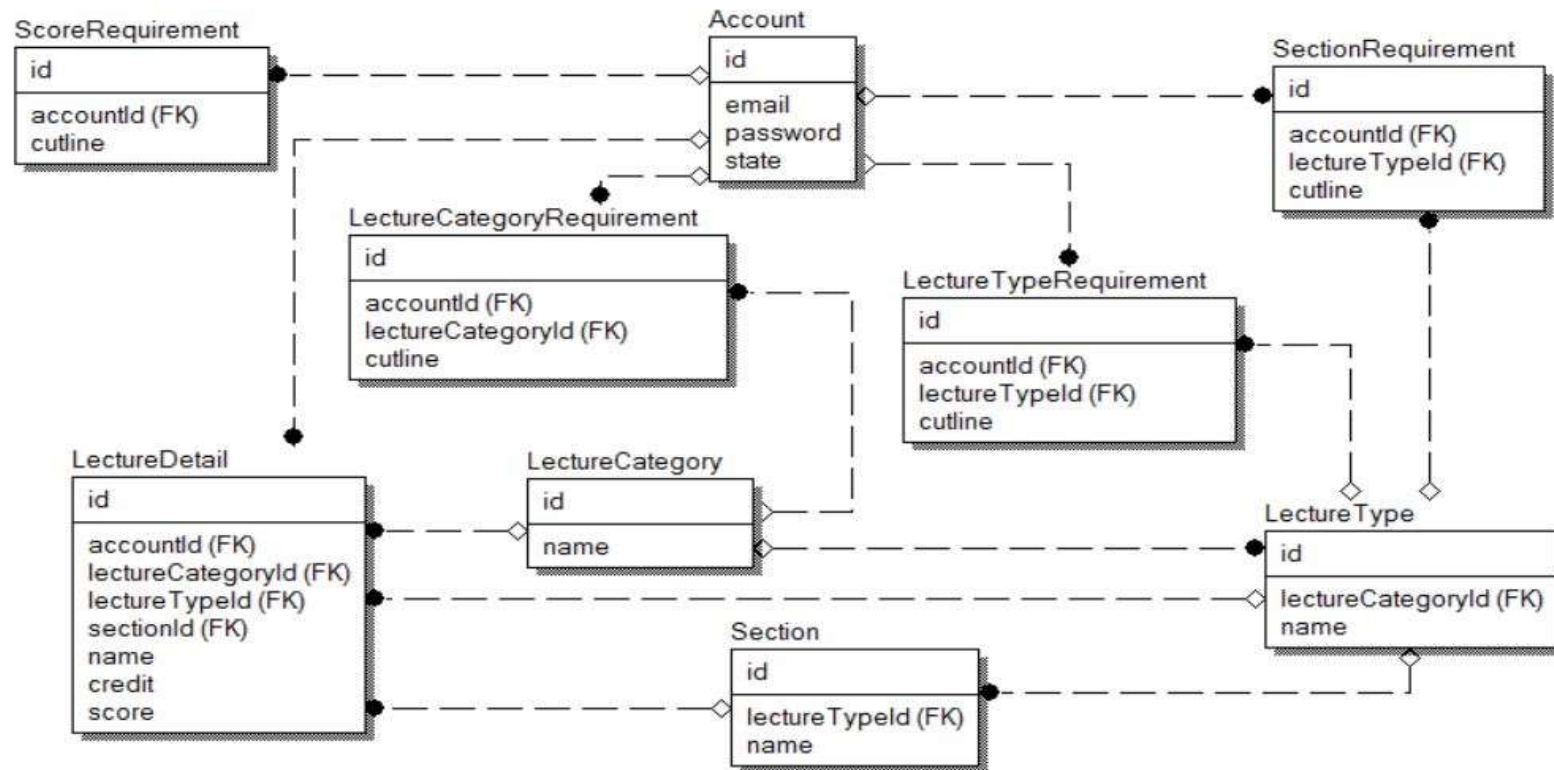 ScoreRequirement
id
accountId (FK)
cutline
Account
id
email
password
state
SectionRequirement
id
accountId (FK)
lectureTypeId (FK)
cutline
LectureCategoryRequirement
id
accountId (FK)
lectureCategoryId (FK)
cutline
LectureTypeRequirement
id
accountId (FK)
lectureTypeId (FK)
cutline
LectureDetail
id
accountId (FK)
lectureCategoryId (FK)
lectureTypeId (FK)
sectionId (FK)
name
credit
score
LectureCategory
id
name
LectureType
id
lectureCategoryId (FK)
name
Section
id
lectureTypeId (FK)
name